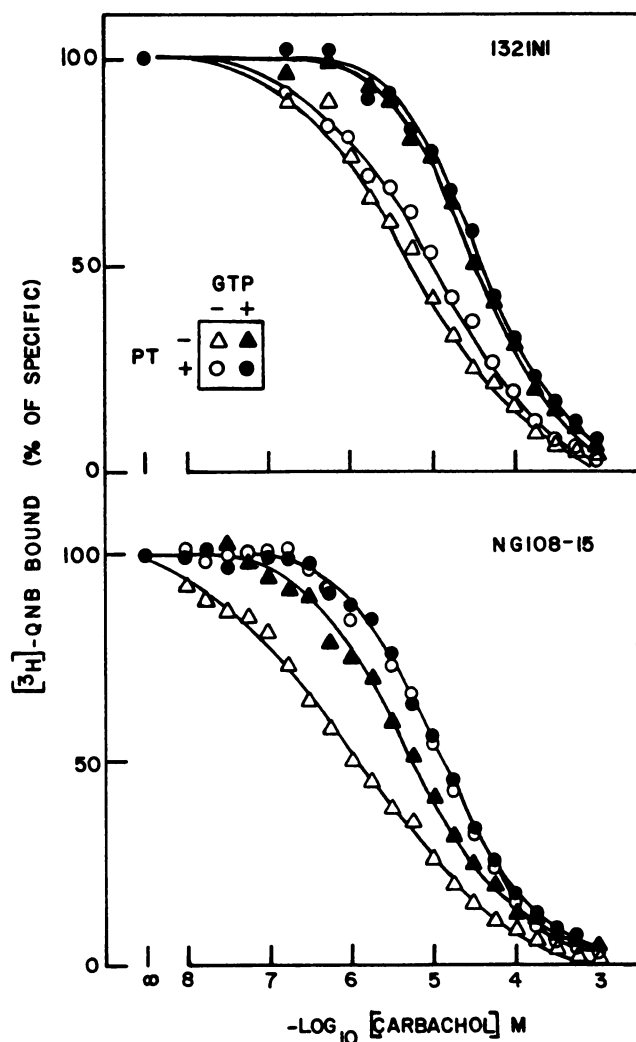 1321N1
100
50
0
GTP
- +
PT
-
+
[³H]-QNB BOUND (% OF SPECIFIC)
NG108-15
100
50
0
∞ 8 7 6 5 4 3
-LOG₁₀ [CARBACHOL] M